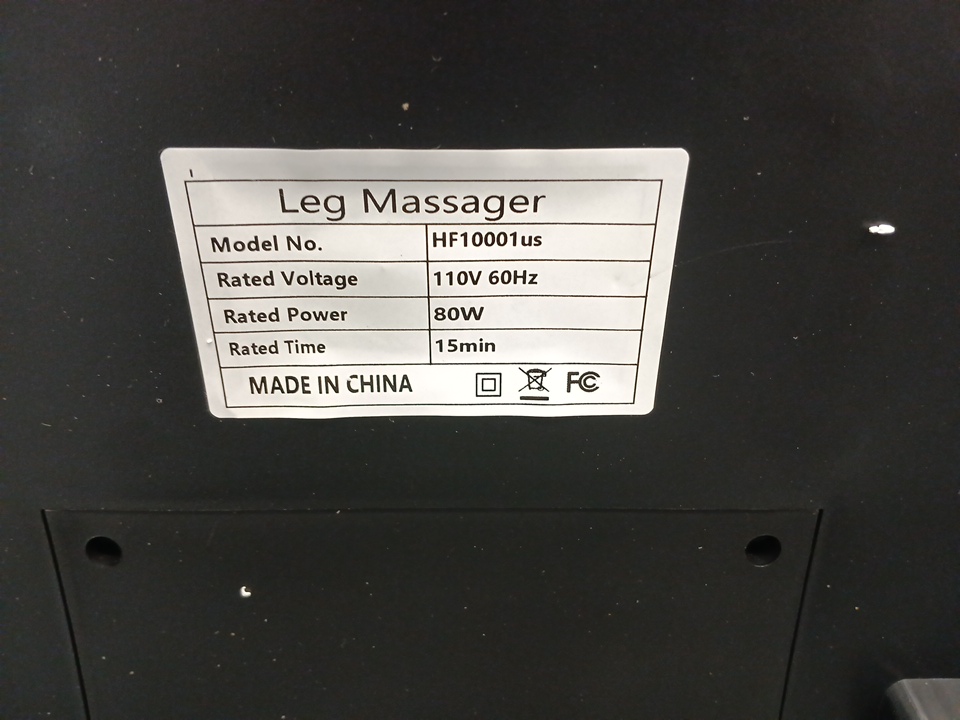 Leg Massager
Model No. HF10001us
Rated Voltage 110V 60Hz
Rated Power 80W
Rated Time 15min
MADE IN CHINA FC